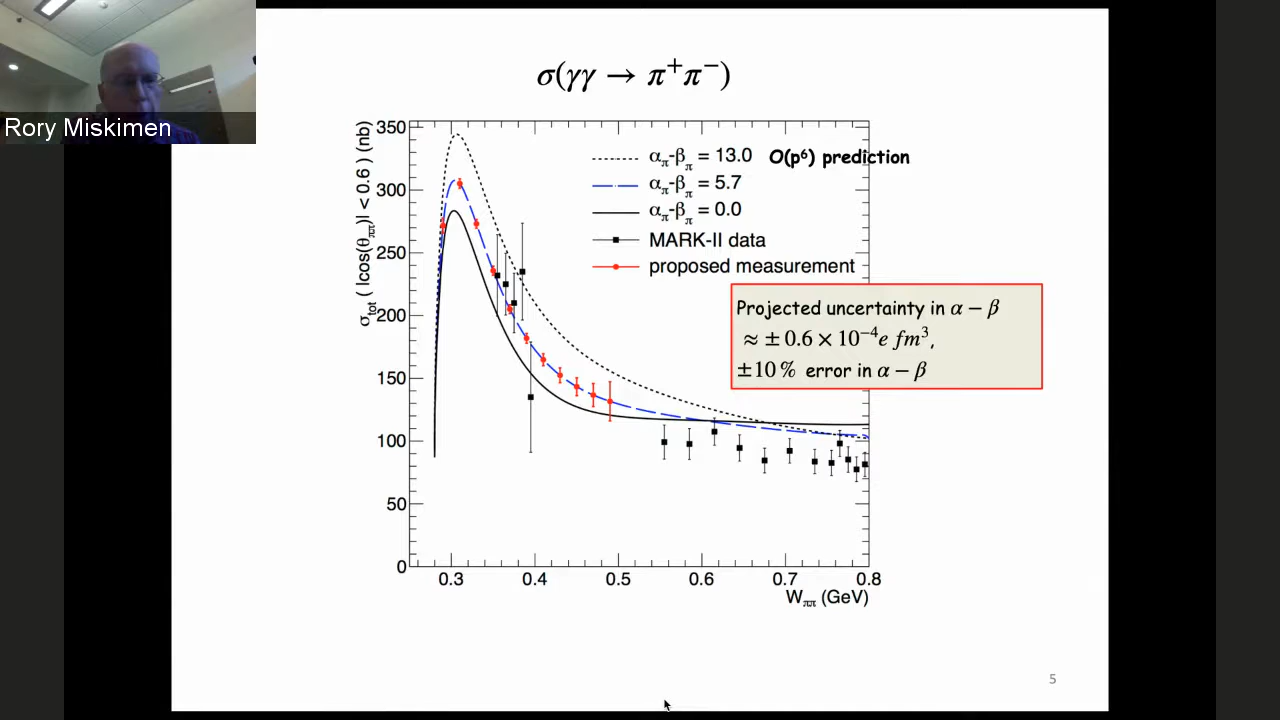 Rory Miskimen
σ(γγ → π⁺π⁻)
σ_tot ( |cos(θ_ππ)| < 0.6 ) (nb)
350
300
250
200
150
100
50
0
α_π-β_π = 13.0 O(p⁶) prediction
α_π-β_π = 5.7
α_π-β_π = 0.0
MARK-II data
proposed measurement
Projected uncertainty in α − β
≈ ± 0.6 × 10⁻⁴e fm³,
±10 % error in α − β
0.3 0.4 0.5 0.6 0.7 0.8
W_ππ (GeV)
5